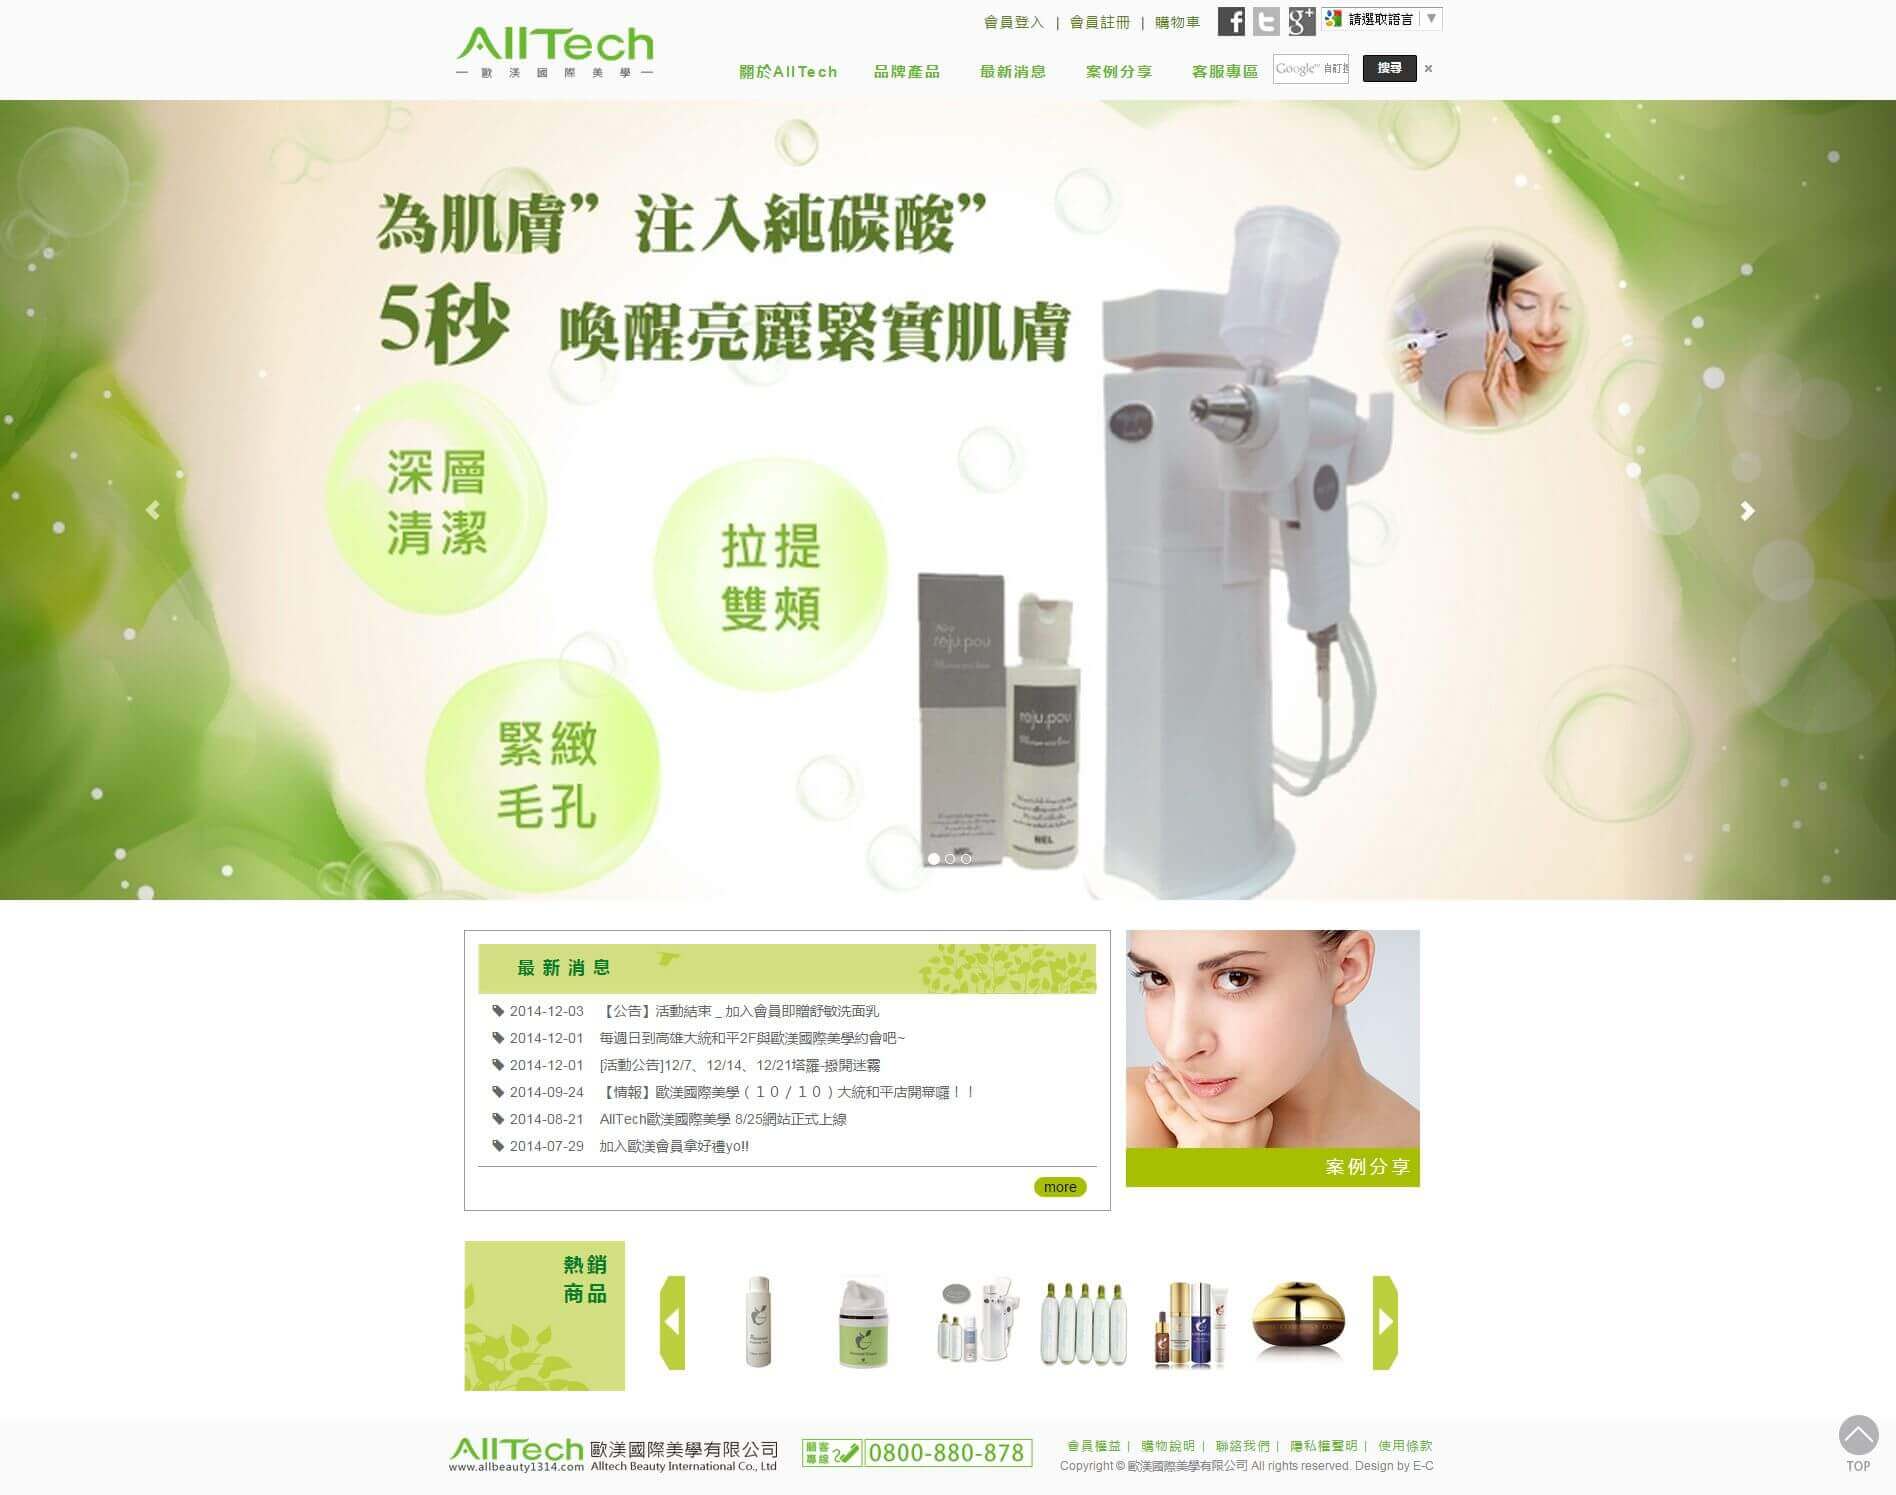 會員登入 | 會員註冊 | 購物車
f t g+
請選取語言 ▼
AllTech
歐渼國際美學
關於AllTech 品牌產品 最新消息 案例分享 客服專區
Google™ 自訂搜
搜尋 ×
為肌膚”注入純碳酸”
5秒 喚醒亮麗緊實肌膚
深層
清潔
拉提
雙頰
緊緻
毛孔
reju.pou
reju.pou
NEL
最新消息
2014-12-03 【公告】活動結束 _ 加入會員即贈舒敏洗面乳
2014-12-01 每週日到高雄大統和平2F與歐渼國際美學約會吧~
2014-12-01 [活動公告]12/7、12/14、12/21塔羅-撥開迷霧
2014-09-24 【情報】歐渼國際美學（１０／１０）大統和平店開幕囉！！
2014-08-21 AllTech歐渼國際美學 8/25網站正式上線
2014-07-29 加入歐渼會員拿好禮yo!!
more
案例分享
熱銷
商品
AllTech 歐渼國際美學有限公司
www.allbeauty1314.com Alltech Beauty International Co., Ltd
顧客
專線
0800-880-878
會員權益 | 購物說明 | 聯絡我們 | 隱私權聲明 | 使用條款
Copyright © 歐渼國際美學有限公司 All rights reserved. Design by E-C
TOP